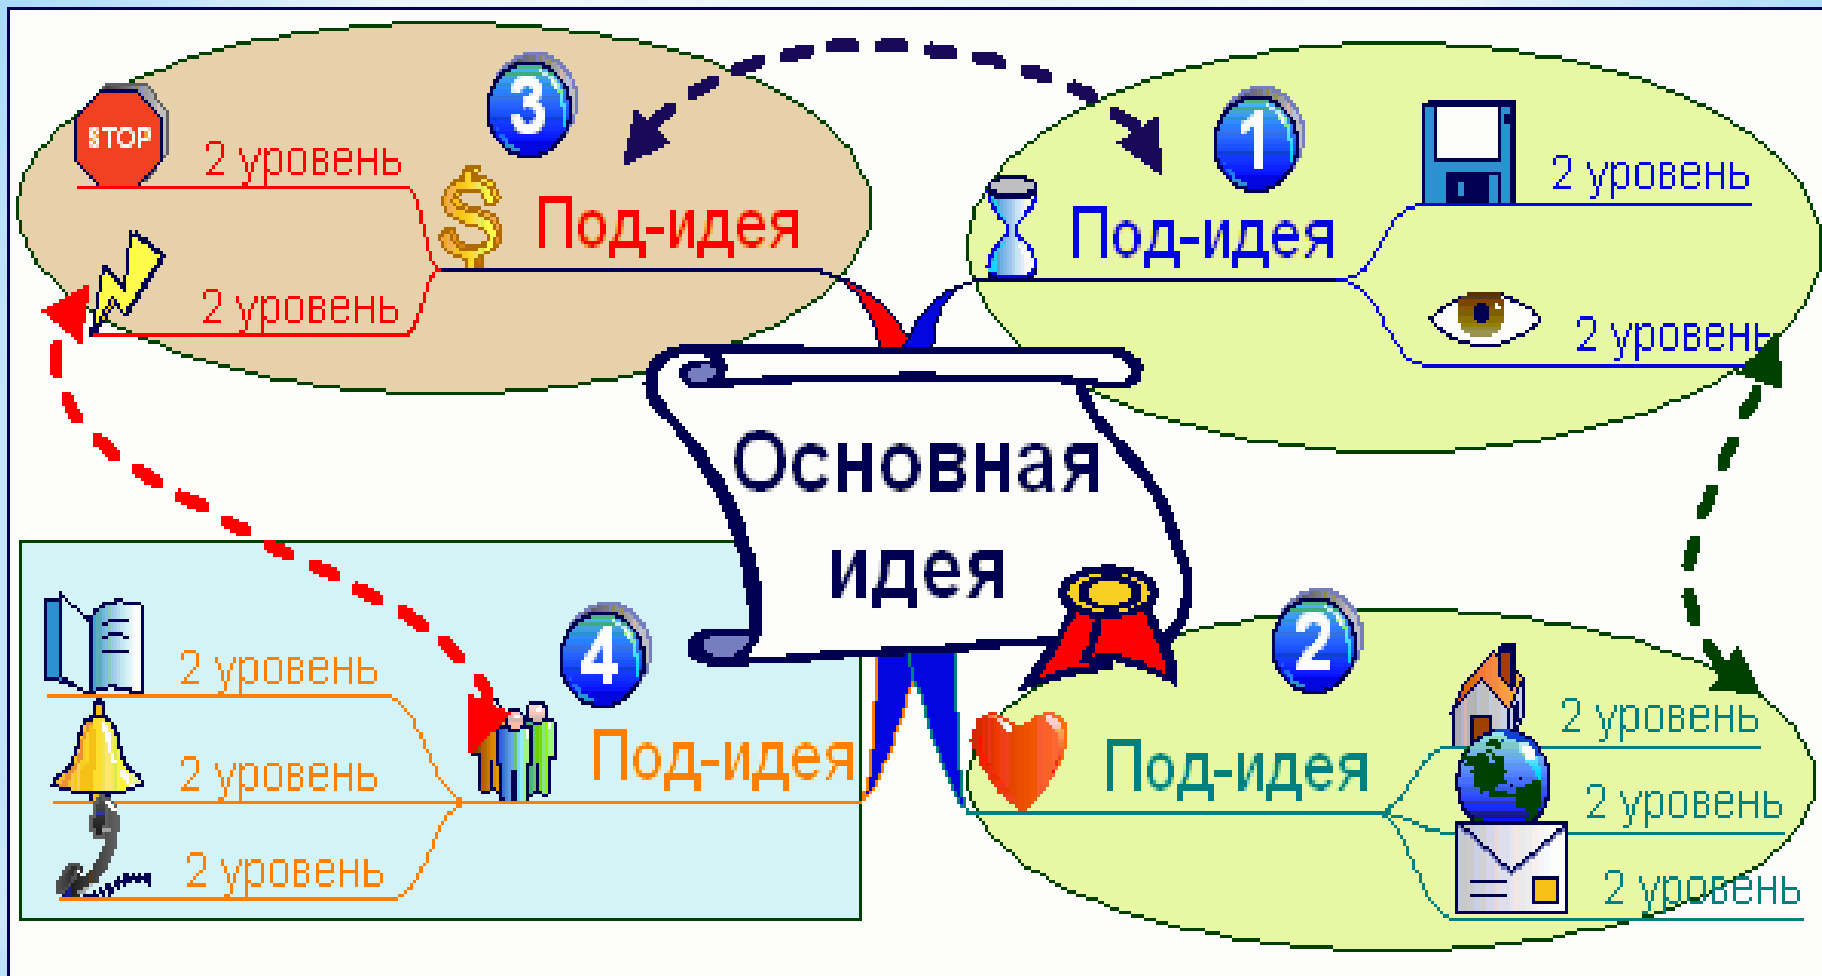 3
STOP
2 уровень
Под-идея
2 уровень
1
2 уровень
Под-идея
2 уровень
Основная
идея
4
2 уровень
Под-идея
2 уровень
2 уровень
2
2 уровень
Под-идея
2 уровень
2 уровень